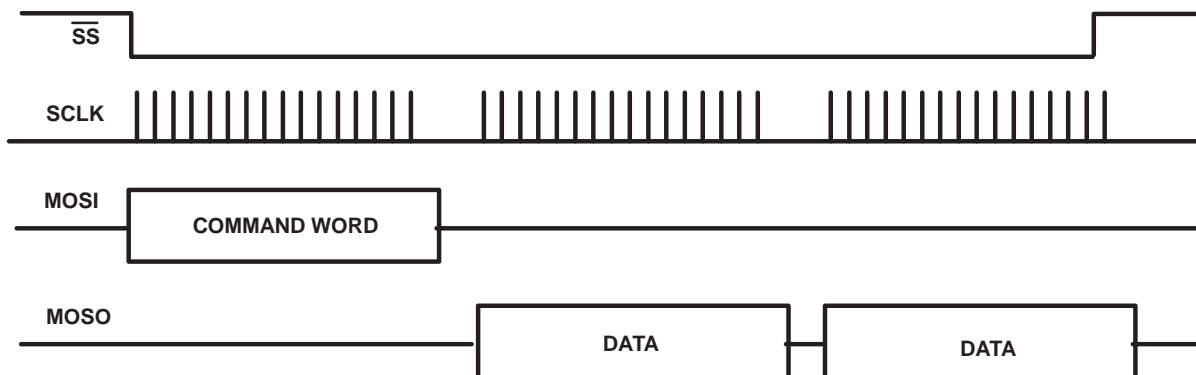 SS
SCLK
MOSI
COMMAND WORD
MOSO
DATA
DATA